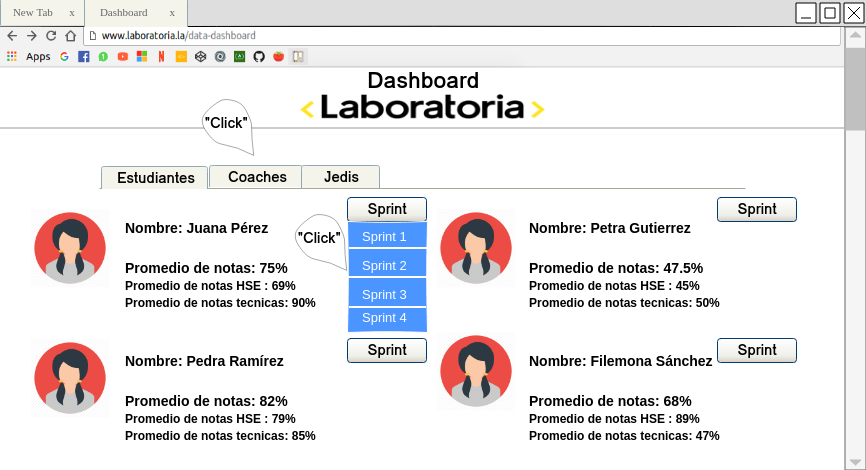 New Tab x Dashboard x
www.laboratoria.la/data-dashboard
Apps
Dashboard
< Laboratoria >
"Click"
Estudiantes Coaches Jedis
Sprint
Nombre: Juana Pérez
Promedio de notas: 75%
Promedio de notas HSE : 69%
Promedio de notas tecnicas: 90%
"Click"
Sprint 1
Sprint 2
Sprint 3
Sprint 4
Sprint
Nombre: Petra Gutierrez
Promedio de notas: 47.5%
Promedio de notas HSE : 45%
Promedio de notas tecnicas: 50%
Sprint
Nombre: Pedra Ramírez
Promedio de notas: 82%
Promedio de notas HSE : 79%
Promedio de notas tecnicas: 85%
Sprint
Nombre: Filemona Sánchez
Promedio de notas: 68%
Promedio de notas HSE : 89%
Promedio de notas tecnicas: 47%